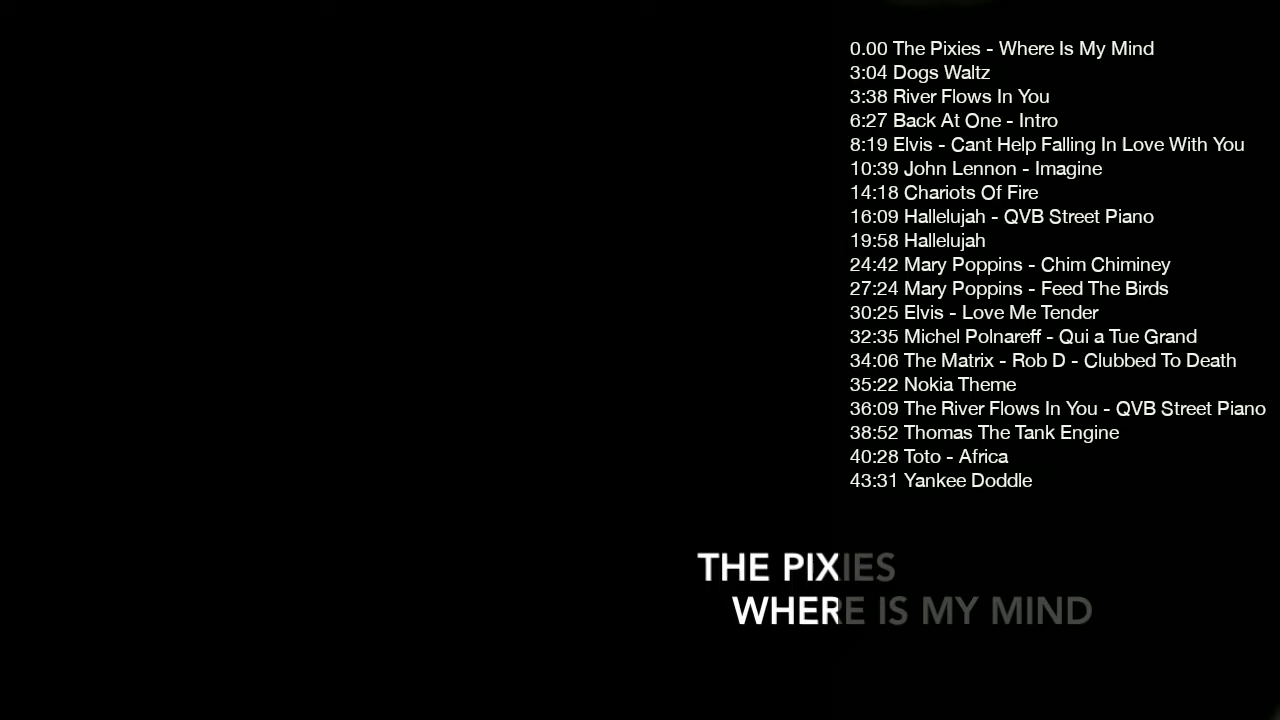 0.00 The Pixies - Where Is My Mind
3:04 Dogs Waltz
3:38 River Flows In You
6:27 Back At One - Intro
8:19 Elvis - Cant Help Falling In Love With You
10:39 John Lennon - Imagine
14:18 Chariots Of Fire
16:09 Hallelujah - QVB Street Piano
19:58 Hallelujah
24:42 Mary Poppins - Chim Chiminey
27:24 Mary Poppins - Feed The Birds
30:25 Elvis - Love Me Tender
32:35 Michel Polnareff - Qui a Tue Grand
34:06 The Matrix - Rob D - Clubbed To Death
35:22 Nokia Theme
36:09 The River Flows In You - QVB Street Piano
38:52 Thomas The Tank Engine
40:28 Toto - Africa
43:31 Yankee Doddle
THE PIXIES
WHERE IS MY MIND